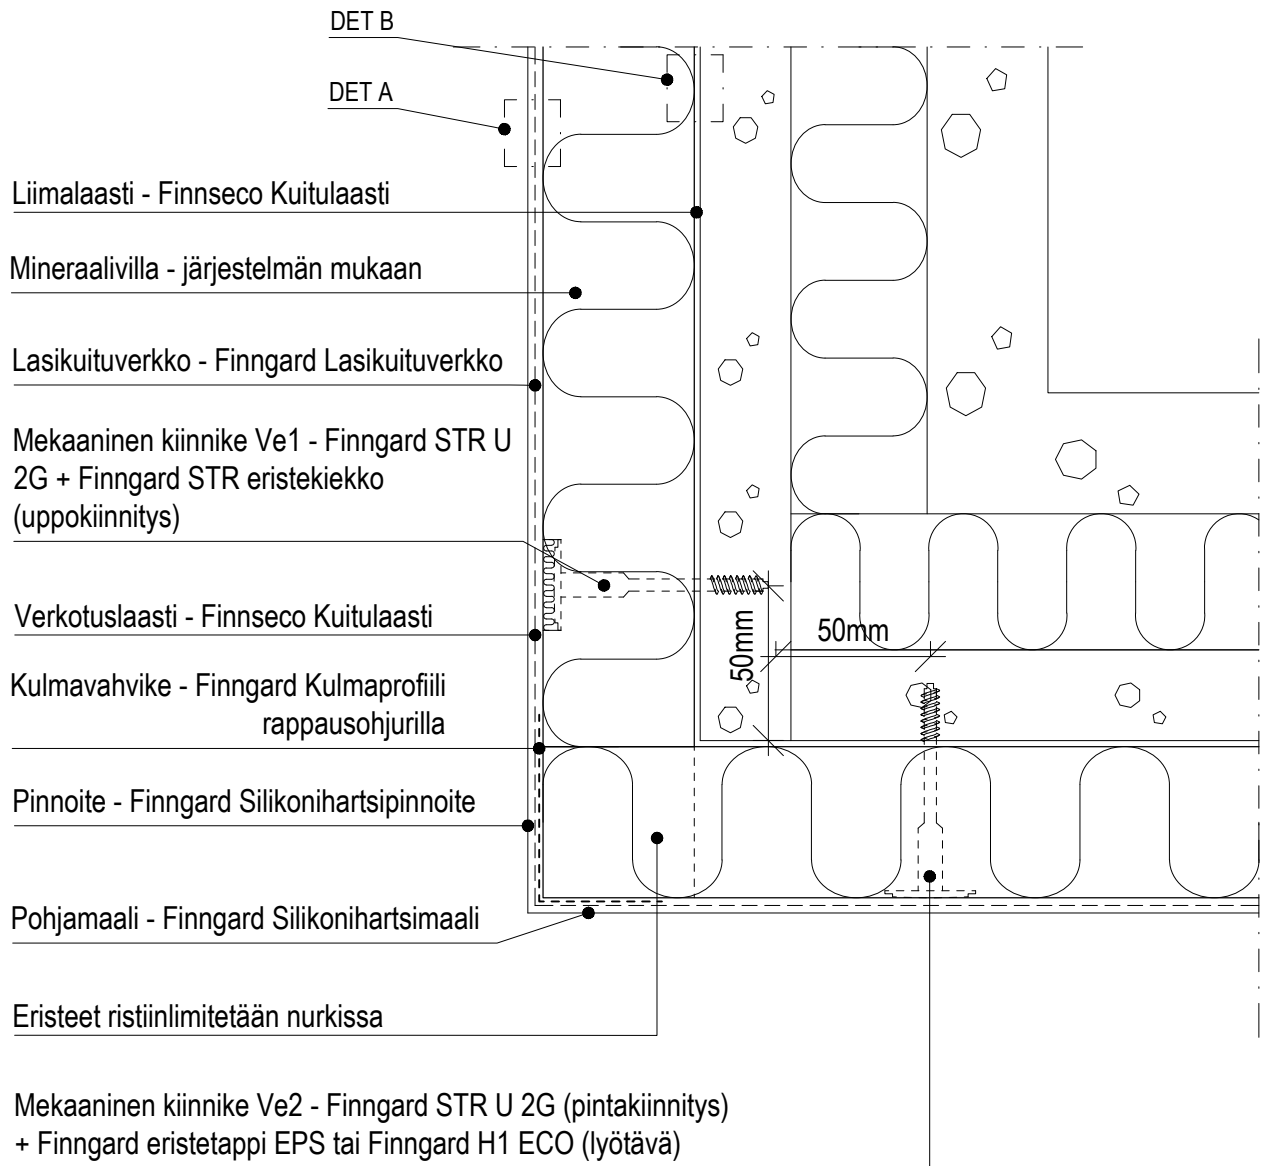 DET B
DET A
Liimalaasti - Finnseco Kuitulaasti
Mineraalivilla - järjestelmän mukaan
Lasikuituverkko - Finngard Lasikuituverkko
Mekaaninen kiinnike Ve1 - Finngard STR U
2G + Finngard STR eristekiekko
(uppokiinnitys)
Verkotuslaasti - Finnseco Kuitulaasti
50mm
50mm
Kulmavahvike - Finngard Kulmaprofiili
rappausohjurilla
Pinnoite - Finngard Silikonihartsipinnoite
Pohjamaali - Finngard Silikonihartsimaali
Eristeet ristiinlimitetään nurkissa
Mekaaninen kiinnike Ve2 - Finngard STR U 2G (pintakiinnitys)
+ Finngard eristetappi EPS tai Finngard H1 ECO (lyötävä)